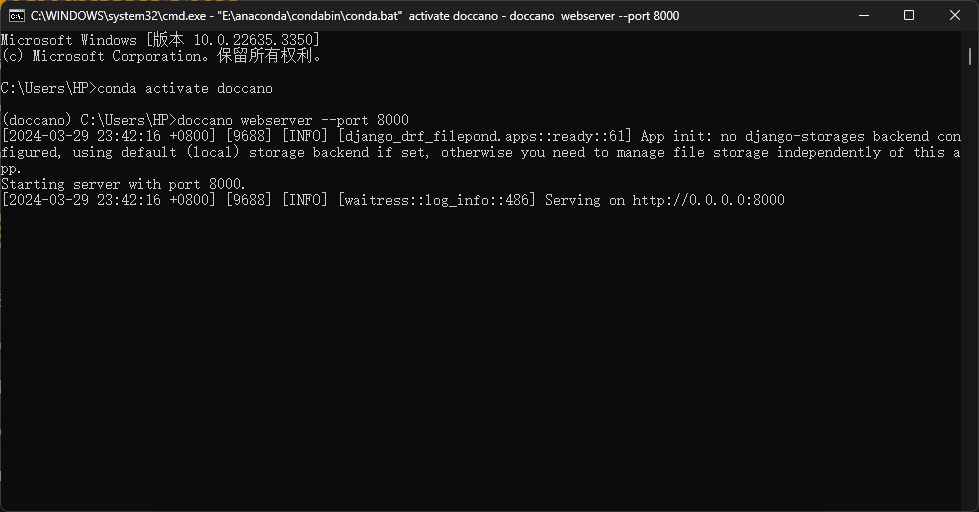 C:\WINDOWS\system32\cmd.exe - "E:\anaconda\condabin\conda.bat"  activate doccano - doccano  webserver --port 8000
Microsoft Windows [版本 10.0.22635.3350]
(c) Microsoft Corporation。保留所有权利。
C:\Users\HP>conda activate doccano
(doccano) C:\Users\HP>doccano webserver --port 8000
[2024-03-29 23:42:16 +0800] [9688] [INFO] [django_drf_filepond.apps::ready::61] App init: no django-storages backend con
figured, using default (local) storage backend if set, otherwise you need to manage file storage independently of this a
pp.
Starting server with port 8000.
[2024-03-29 23:42:16 +0800] [9688] [INFO] [waitress::log_info::486] Serving on http://0.0.0.0:8000